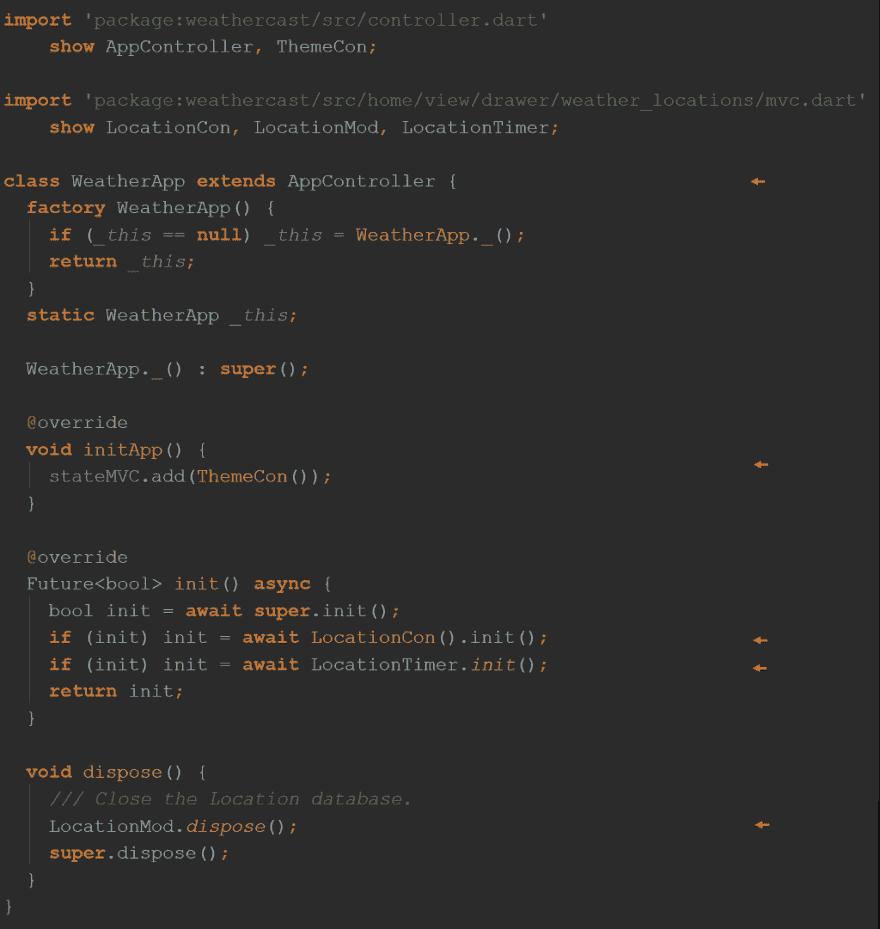 import 'package:weathercast/src/controller.dart'
    show AppController, ThemeCon;

import 'package:weathercast/src/home/view/drawer/weather_locations/mvc.dart'
    show LocationCon, LocationMod, LocationTimer;

class WeatherApp extends AppController {
  factory WeatherApp() {
    if (_this == null) _this = WeatherApp._();
    return _this;
  }
  static WeatherApp _this;

  WeatherApp._() : super();

  @override
  void initApp() {
    stateMVC.add(ThemeCon());
  }

  @override
  Future<bool> init() async {
    bool init = await super.init();
    if (init) init = await LocationCon().init();
    if (init) init = await LocationTimer.init();
    return init;
  }

  void dispose() {
    /// Close the Location database.
    LocationMod.dispose();
    super.dispose();
  }
}